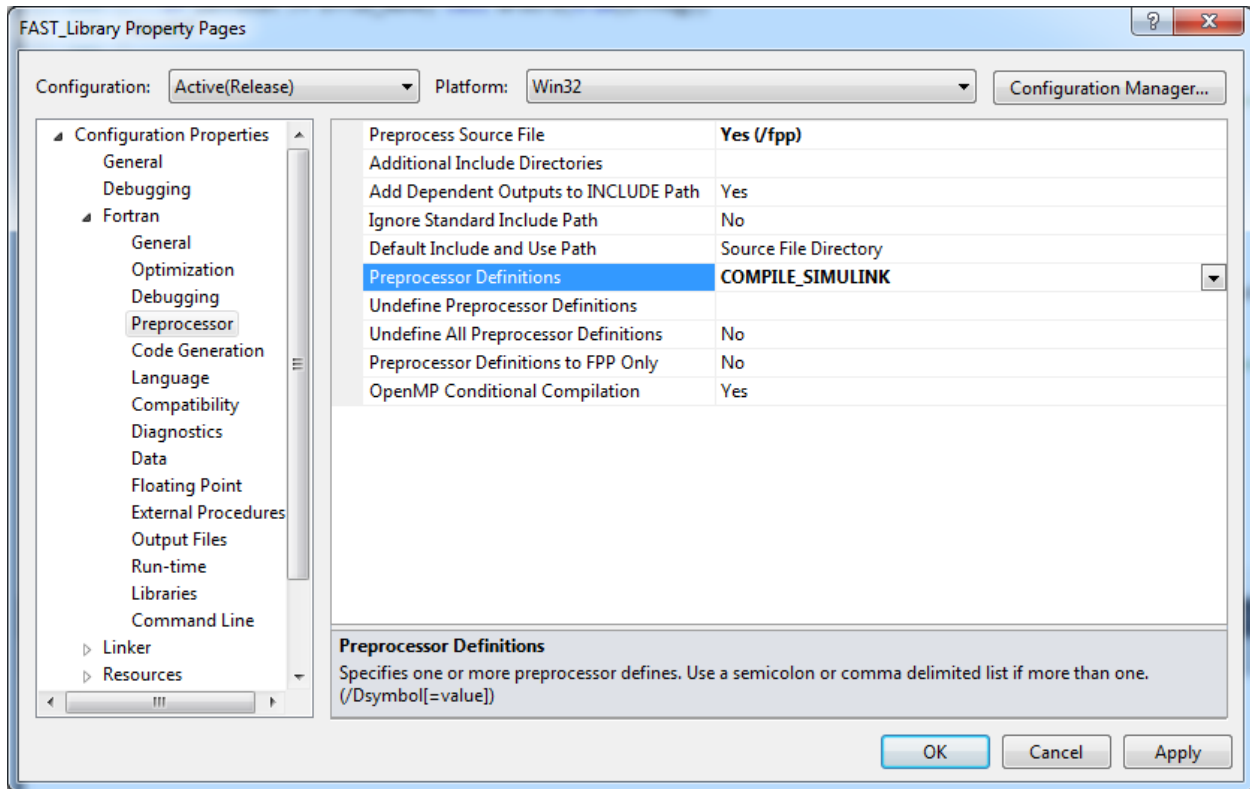 FAST_Library Property Pages
Configuration: Active(Release) Platform: Win32 Configuration Manager...
Configuration Properties
General
Debugging
Fortran
General
Optimization
Debugging
Preprocessor
Code Generation
Language
Compatibility
Diagnostics
Data
Floating Point
External Procedures
Output Files
Run-time
Libraries
Command Line
Linker
Resources
Preprocess Source File Yes (/fpp)
Additional Include Directories
Add Dependent Outputs to INCLUDE Path Yes
Ignore Standard Include Path No
Default Include and Use Path Source File Directory
Preprocessor Definitions COMPILE_SIMULINK
Undefine Preprocessor Definitions
Undefine All Preprocessor Definitions No
Preprocessor Definitions to FPP Only No
OpenMP Conditional Compilation Yes
Preprocessor Definitions
Specifies one or more preprocessor defines. Use a semicolon or comma delimited list if more than one.
(/Dsymbol[=value])
OK Cancel Apply